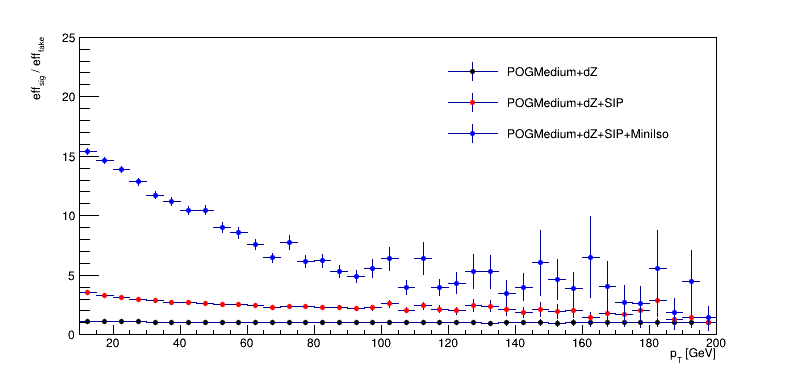 25
eff_sig / eff_fake
POGMedium+dZ
20
POGMedium+dZ+SIP
POGMedium+dZ+SIP+MiniIso
15
10
5
0
20 40 60 80 100 120 140 160 180 200
p_T [GeV]